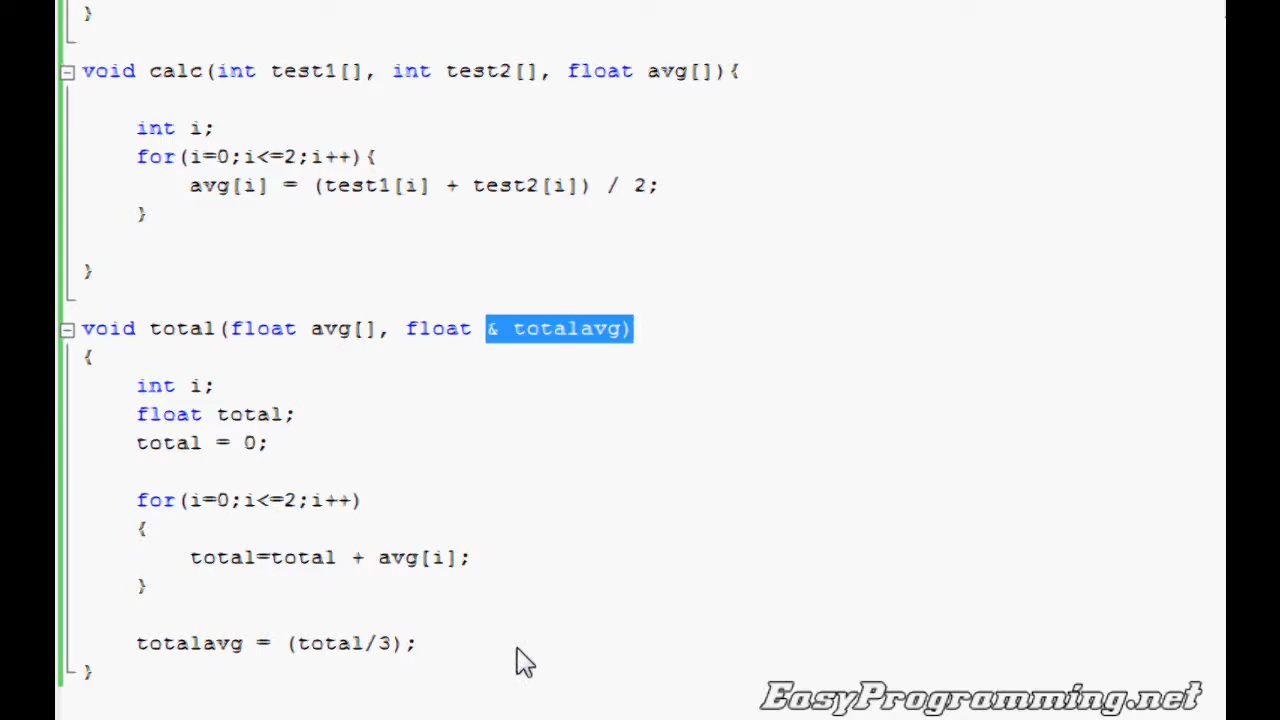 }
void calc(int test1[], int test2[], float avg[]){
int i;
for(i=0;i<=2;i++){
avg[i] = (test1[i] + test2[i]) / 2;
}
}
void total(float avg[], float & totalavg)
{
int i;
float total;
total = 0;
for(i=0;i<=2;i++)
{
total=total + avg[i];
}
totalavg = (total/3);
}
EasyProgramming.net